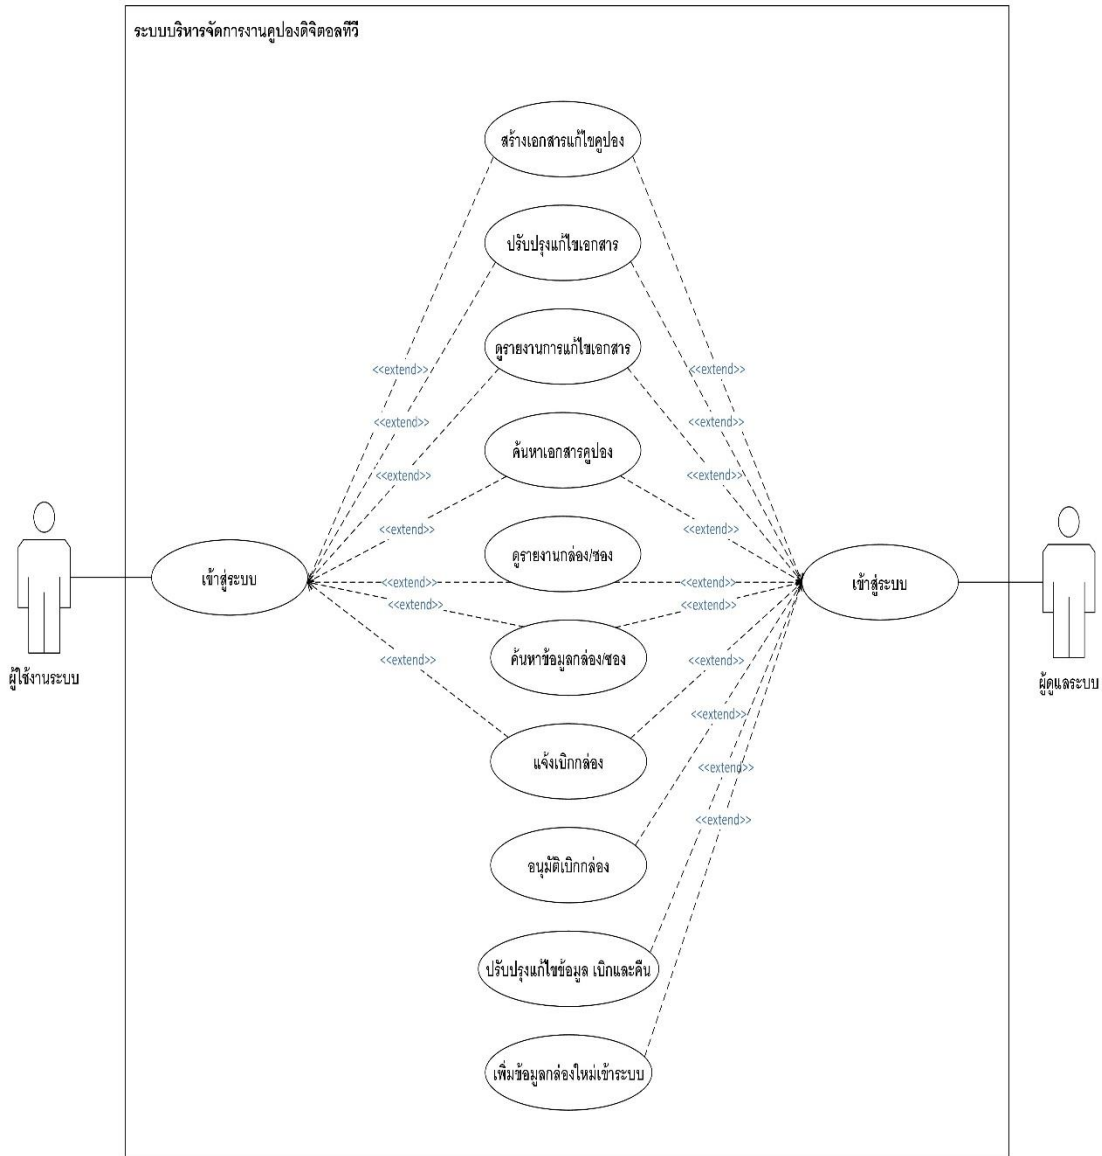 ระบบบริหารจัดการงานคูปองดิจิตอลทีวี
สร้างเอกสารแก้ไขคูปอง
ปรับปรุงแก้ไขเอกสาร
ดูรายงานการแก้ไขเอกสาร
<<extend>>
<<extend>>
<<extend>>
<<extend>>
ค้นหาเอกสารคูปอง
<<extend>>
<<extend>>
<<extend>>
<<extend>>
ดูรายงานกล่อง/ซอง
เข้าสู่ระบบ
<<extend>>
<<extend>>
เข้าสู่ระบบ
<<extend>>
<<extend>>
ผู้ใช้งานระบบ
<<extend>>
ค้นหาข้อมูลกล่อง/ซอง
<<extend>>
ผู้ดูแลระบบ
<<extend>>
แจ้งเบิกกล่อง
<<extend>>
<<extend>>
อนุมัติเบิกกล่อง
ปรับปรุงแก้ไขข้อมูล เบิกและคืน
เพิ่มข้อมูลกล่องใหม่เข้าระบบ